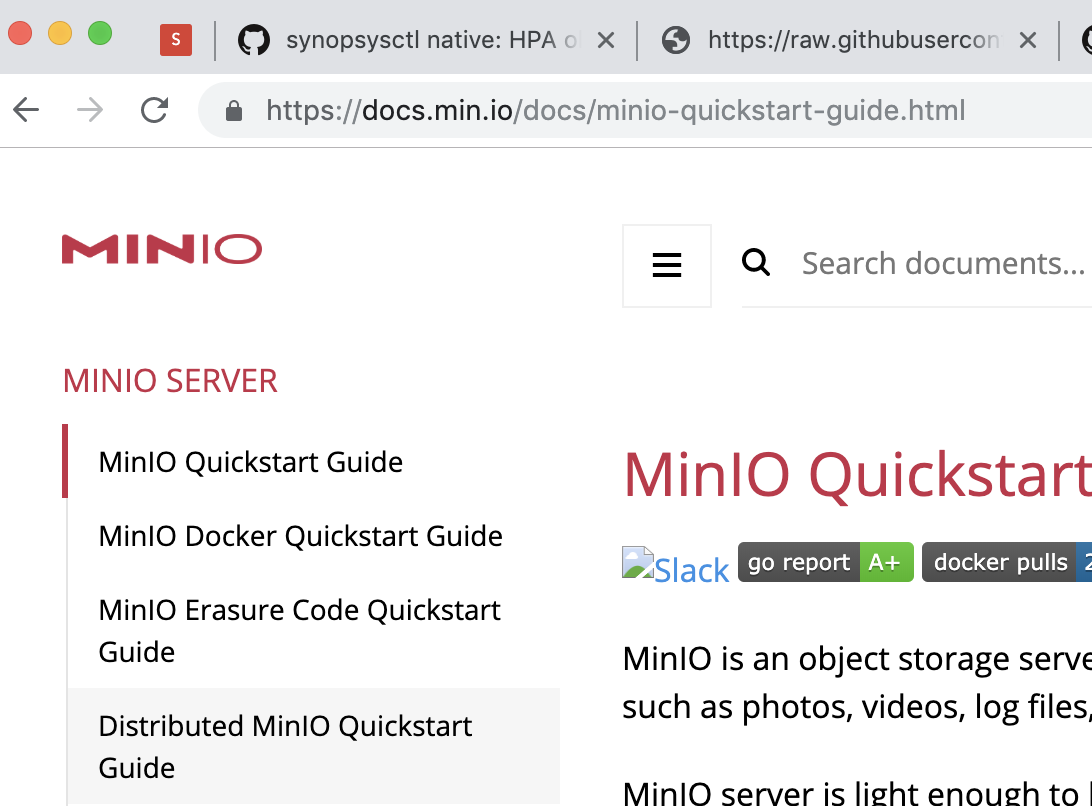 S
synopsysctl native: HPA
https://raw.githubusercon
https://docs.min.io/docs/minio-quickstart-guide.html
MINIO
Search documents...
MINIO SERVER
MinIO Quickstart Guide
MinIO Docker Quickstart Guide
MinIO Erasure Code Quickstart
Guide
Distributed MinIO Quickstart
Guide
MinIO Quickstart
Slack
go report A+
docker pulls
MinIO is an object storage serve
such as photos, videos, log files,
MinIO server is light enough to